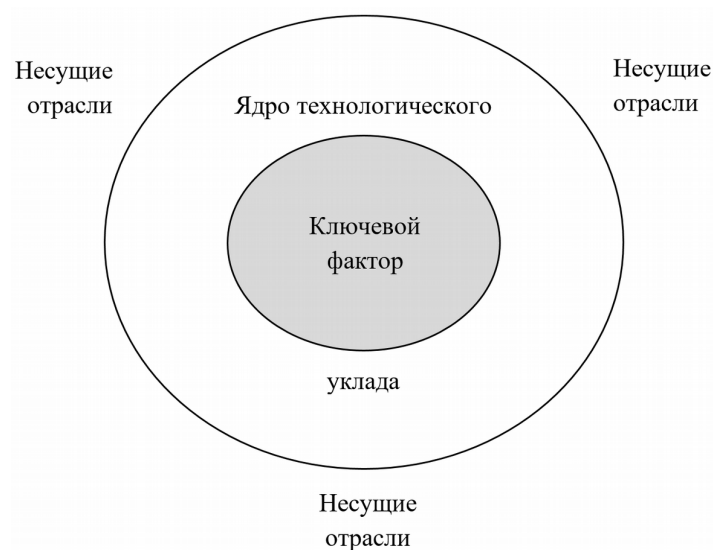 Несущие
отрасли
Несущие
отрасли
Ядро технологического
Ключевой
фактор
уклада
Несущие
отрасли